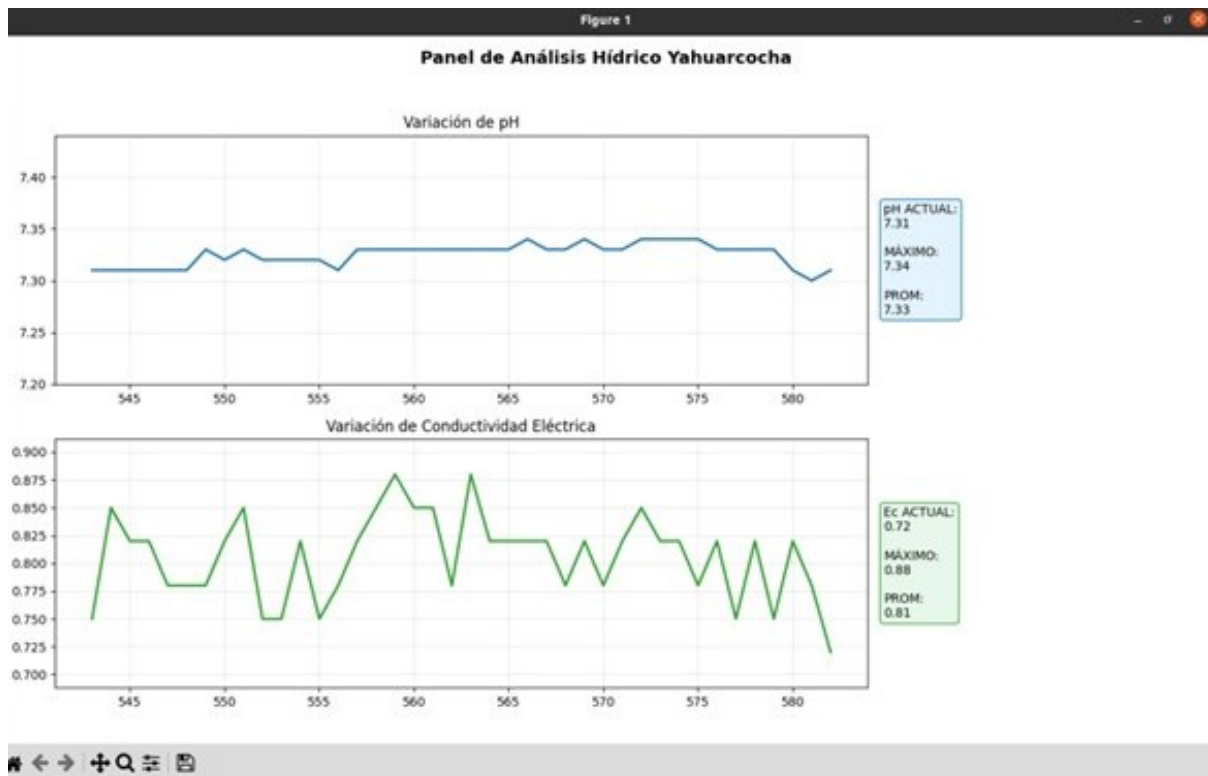 Figure 1
Panel de Análisis Hídrico Yahuarcocha
Variación de pH
7.40
7.35
7.30
7.25
7.20
545 550 555 560 565 570 575 580
pH ACTUAL:
7.31
MÁXIMO:
7.34
PROM:
7.33
Variación de Conductividad Eléctrica
0.900
0.875
0.850
0.825
0.800
0.775
0.750
0.725
0.700
545 550 555 560 565 570 575 580
Ec ACTUAL:
0.72
MÁXIMO:
0.88
PROM:
0.81